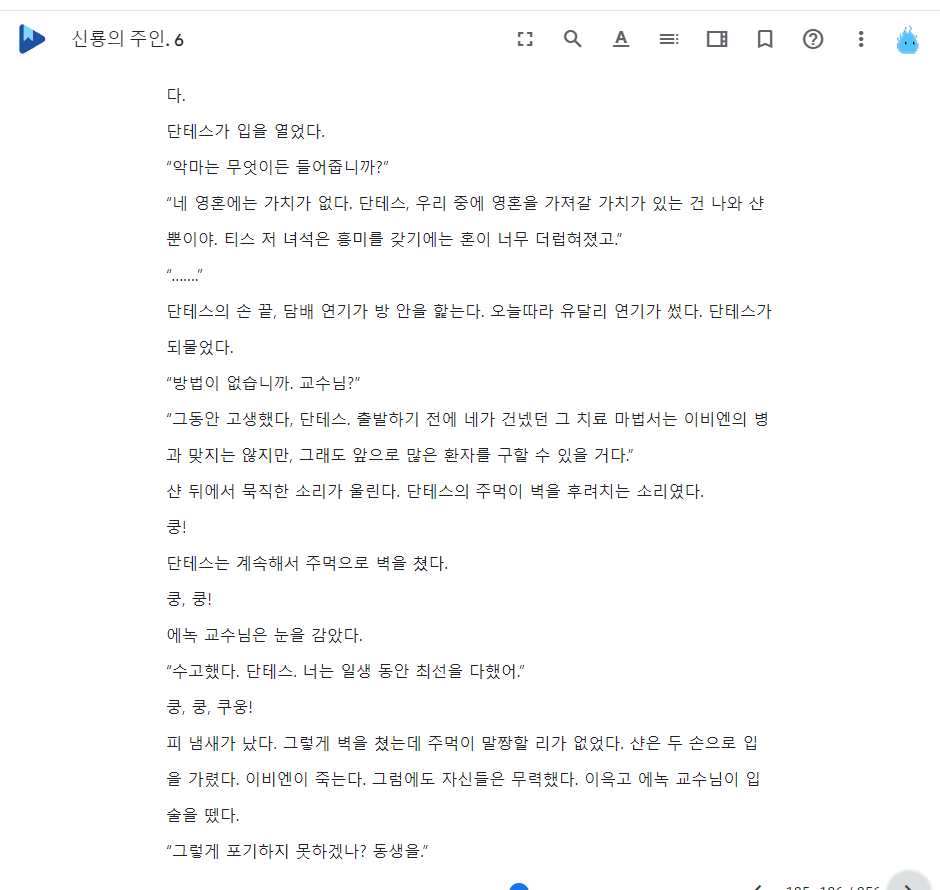 신룡의 주인. 6
다.
단테스가 입을 열었다.
“악마는 무엇이든 들어줍니까?”
“네 영혼에는 가치가 없다. 단테스, 우리 중에 영혼을 가져갈 가치가 있는 건 나와 샨
뿐이야. 티스 저 녀석은 흥미를 갖기에는 혼이 너무 더럽혀졌고.”
“.......”
단테스의 손 끝, 담배 연기가 방 안을 핥는다. 오늘따라 유달리 연기가 썼다. 단테스가
되물었다.
“방법이 없습니까. 교수님?”
“그동안 고생했다, 단테스. 출발하기 전에 네가 건넸던 그 치료 마법서는 이비엔의 병
과 맞지는 않지만, 그래도 앞으로 많은 환자를 구할 수 있을 거다.”
샨 뒤에서 묵직한 소리가 울린다. 단테스의 주먹이 벽을 후려치는 소리였다.
쿵!
단테스는 계속해서 주먹으로 벽을 쳤다.
쿵, 쿵!
에녹 교수님은 눈을 감았다.
“수고했다. 단테스. 너는 일생 동안 최선을 다했어.”
쿵, 쿵, 쿠웅!
피 냄새가 났다. 그렇게 벽을 쳤는데 주먹이 말짱할 리가 없었다. 샨은 두 손으로 입
을 가렸다. 이비엔이 죽는다. 그럼에도 자신들은 무력했다. 이윽고 에녹 교수님이 입
술을 뗐다.
“그렇게 포기하지 못하겠나? 동생을.”